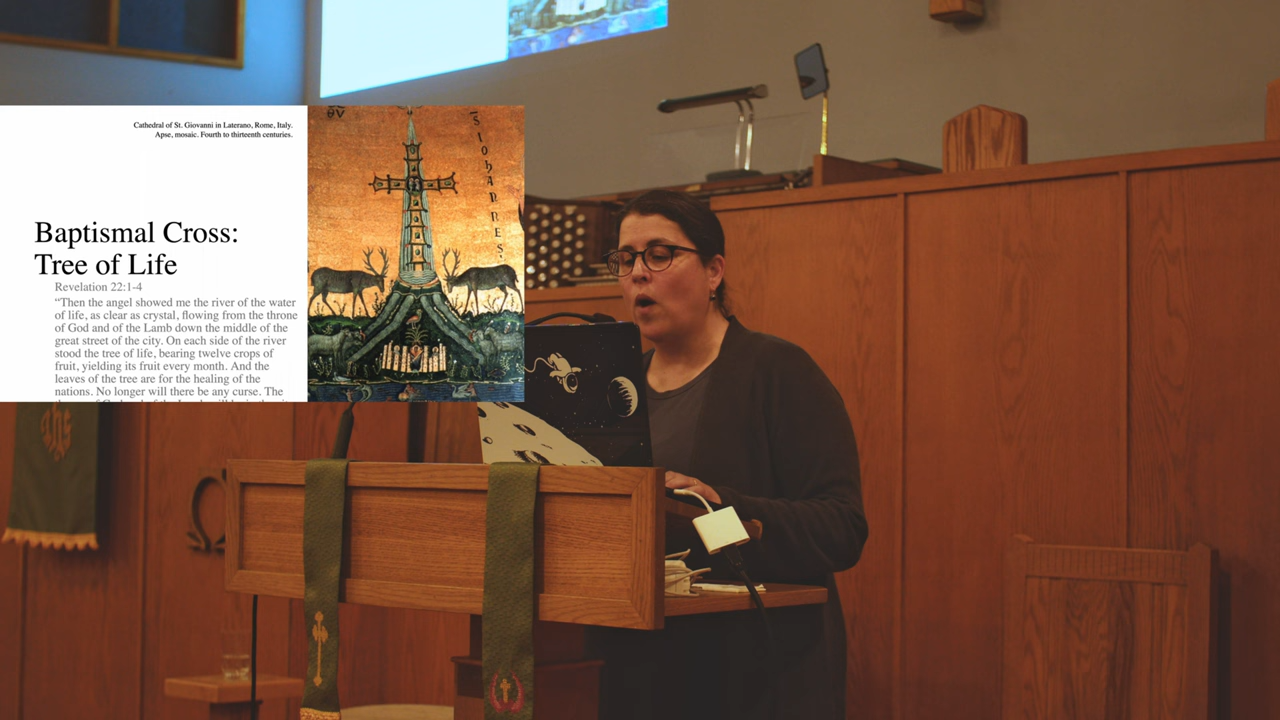 Cathedral of St. Giovanni in Laterano, Rome, Italy.
Apse, mosaic. Fourth to thirteenth centuries.
Baptismal Cross:
Tree of Life
Revelation 22:1-4
“Then the angel showed me the river of the water
of life, as clear as crystal, flowing from the throne
of God and of the Lamb down the middle of the
great street of the city. On each side of the river
stood the tree of life, bearing twelve crops of
fruit, yielding its fruit every month. And the
leaves of the tree are for the healing of the
nations. No longer will there be any curse. The
SIOHANNES
IHS
Ω